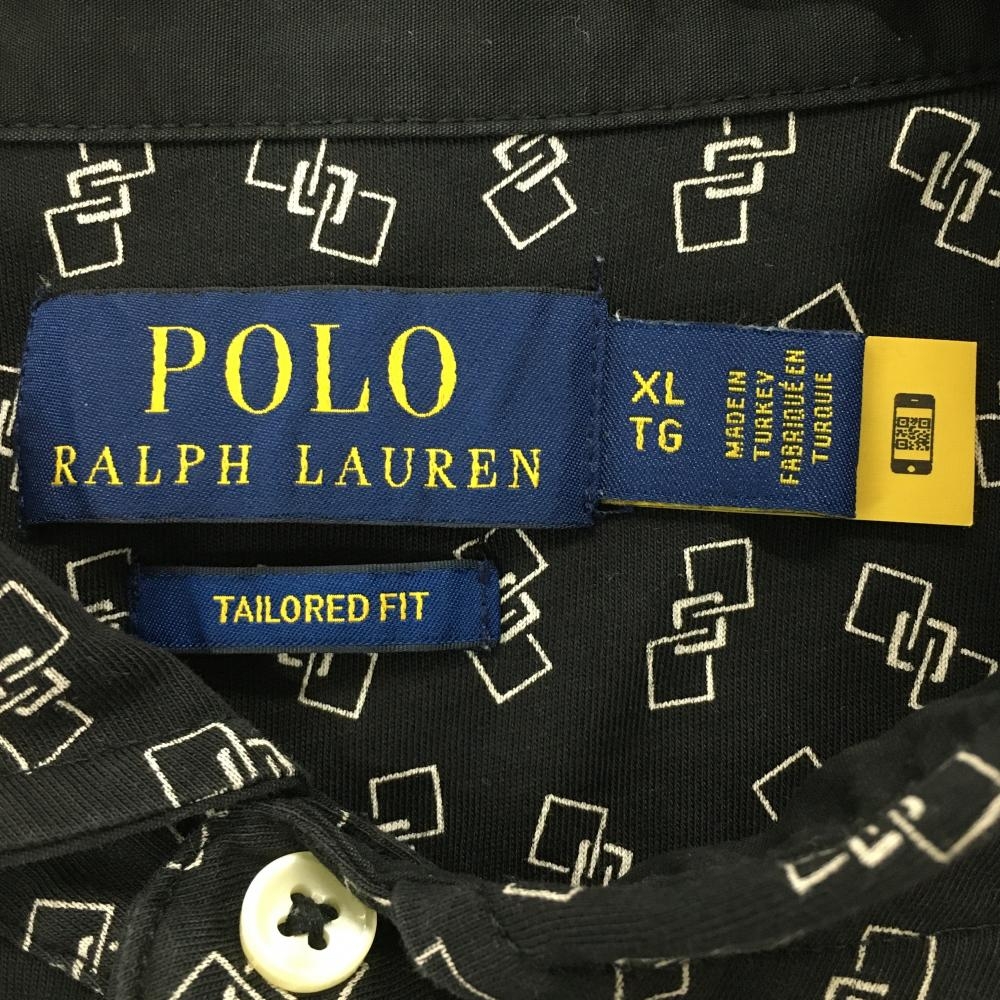 POLO
RALPH LAUREN
XL
TG
MADE IN
TURKEY
FABRIQUÉ EN
TURQUIE
TAILORED FIT